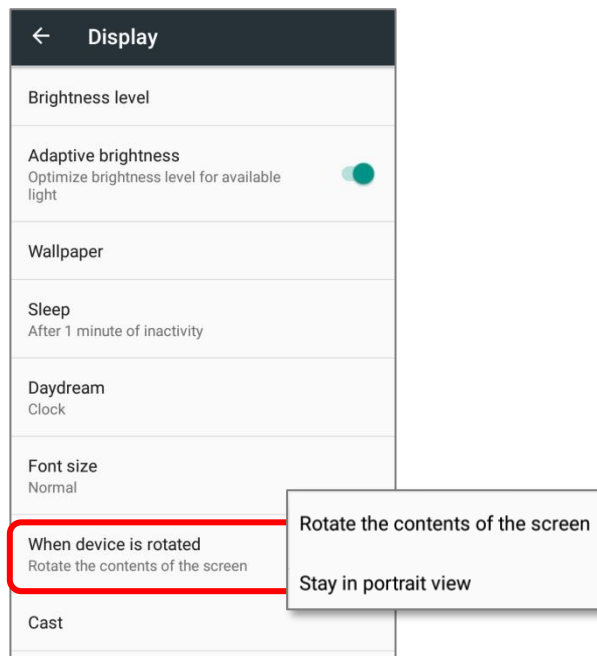 Display
Brightness level
Adaptive brightness
Optimize brightness level for available
light
Wallpaper
Sleep
After 1 minute of inactivity
Daydream
Clock
Font size
Normal
When device is rotated
Rotate the contents of the screen
Rotate the contents of the screen
Stay in portrait view
Cast